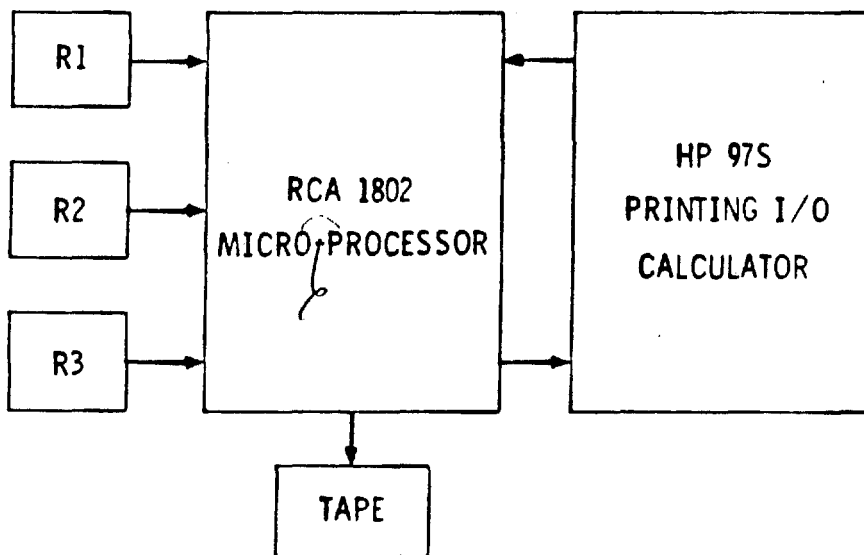 R1
R2
R3
RCA 1802
MICRO-PROCESSOR
HP 97S
PRINTING I/O
CALCULATOR
TAPE